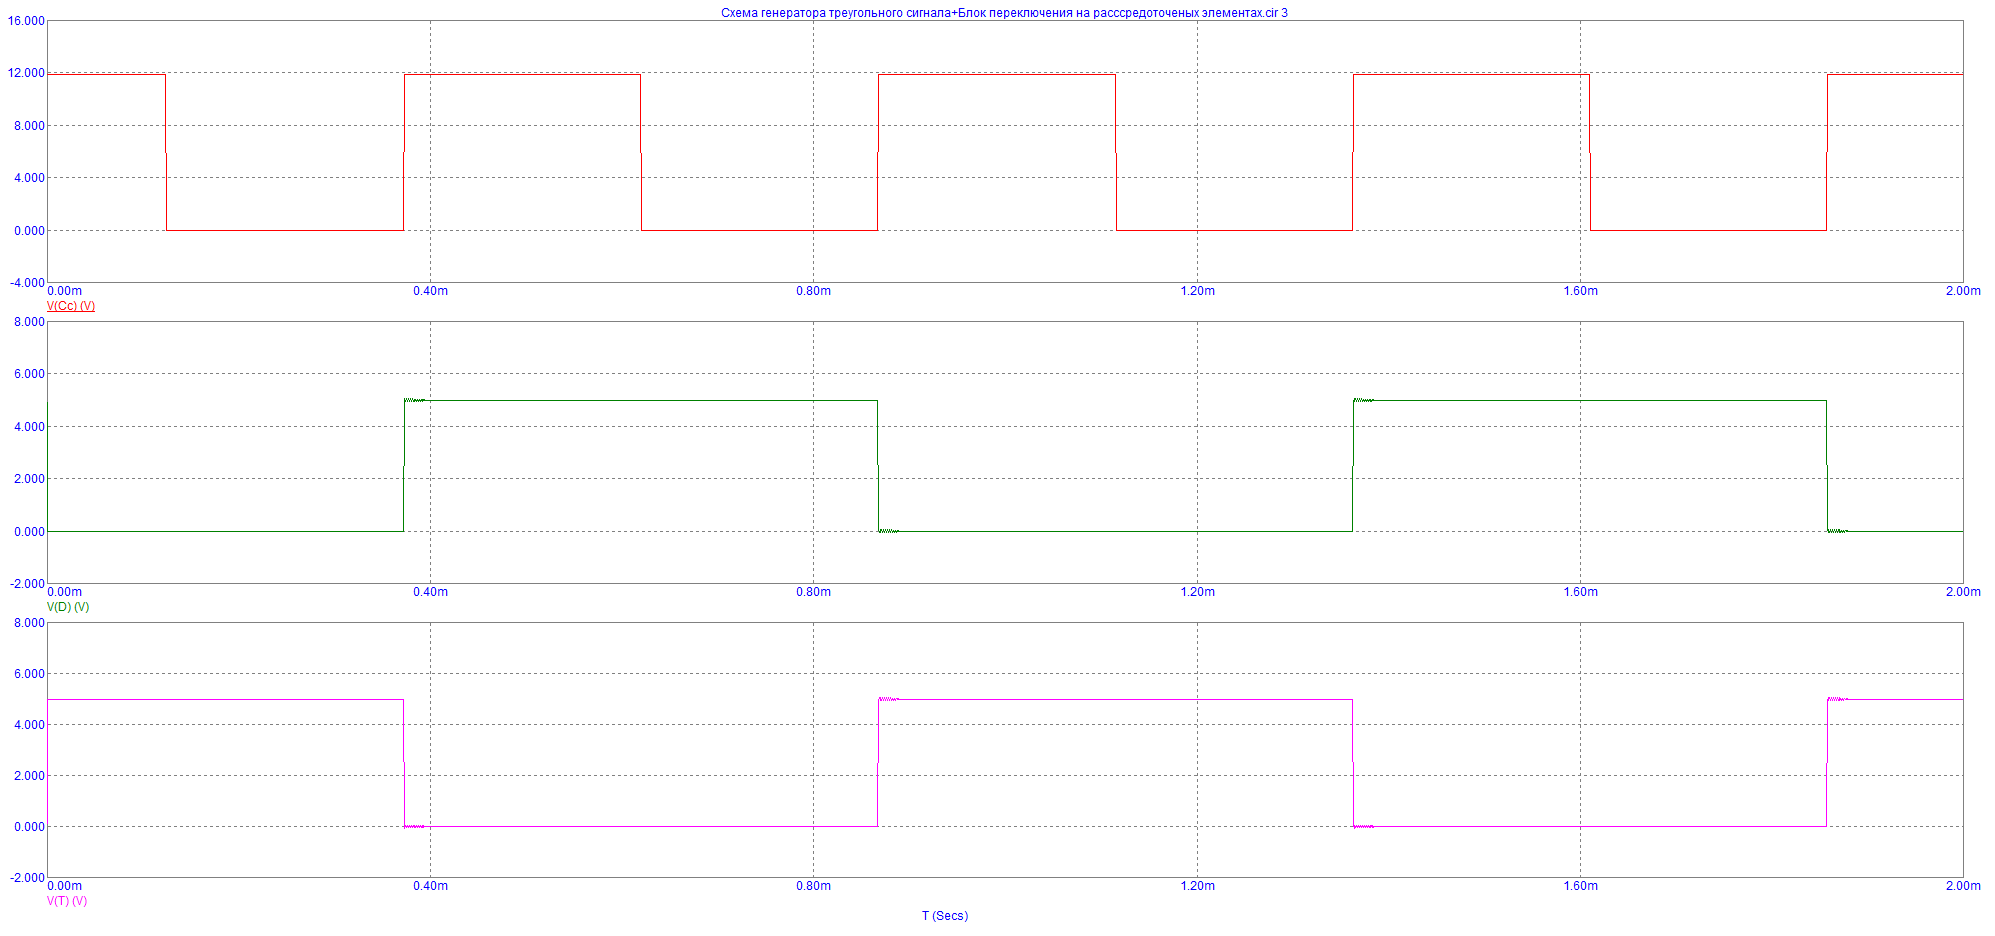 Схема генератора треугольного сигнала+Блок переключения на расссредоточеных элементах.cir 3
16.000
12.000
8.000
4.000
0.000
-4.000
0.00m 0.40m 0.80m 1.20m 1.60m 2.00m
V(Cc) (V)
8.000
6.000
4.000
2.000
0.000
-2.000
0.00m 0.40m 0.80m 1.20m 1.60m 2.00m
V(D) (V)
8.000
6.000
4.000
2.000
0.000
-2.000
0.00m 0.40m 0.80m 1.20m 1.60m 2.00m
V(T) (V)
T (Secs)